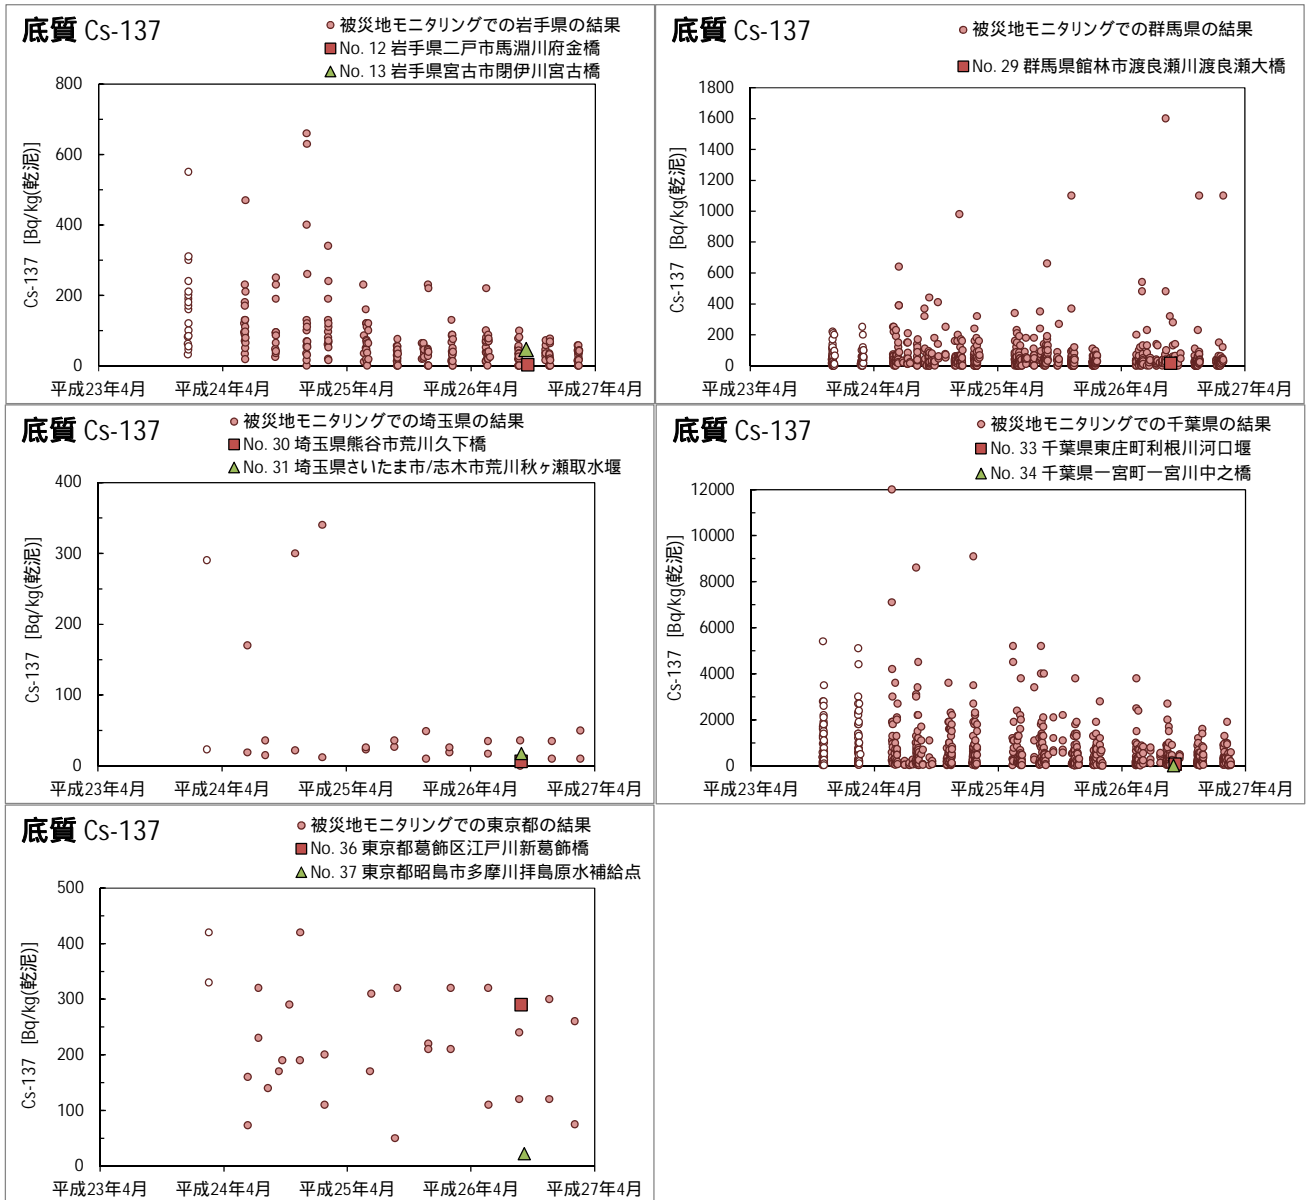 底質 Cs-137
被災地モニタリングでの岩手県の結果
No. 12 岩手県二戸市馬淵川府金橋
No. 13 岩手県宮古市閉伊川宮古橋
Cs-137 [Bq/kg(乾泥)]
800
600
400
200
0
平成23年4月 平成24年4月 平成25年4月 平成26年4月 平成27年4月
底質 Cs-137
被災地モニタリングでの群馬県の結果
No. 29 群馬県館林市渡良瀬川渡良瀬大橋
Cs-137 [Bq/kg(乾泥)]
1800
1600
1400
1200
1000
800
600
400
200
0
平成23年4月 平成24年4月 平成25年4月 平成26年4月 平成27年4月
底質 Cs-137
被災地モニタリングでの埼玉県の結果
No. 30 埼玉県熊谷市荒川久下橋
No. 31 埼玉県さいたま市/志木市荒川秋ヶ瀬取水堰
Cs-137 [Bq/kg(乾泥)]
400
300
200
100
0
平成23年4月 平成24年4月 平成25年4月 平成26年4月 平成27年4月
底質 Cs-137
被災地モニタリングでの千葉県の結果
No. 33 千葉県東庄町利根川河口堰
No. 34 千葉県一宮町一宮川中之橋
Cs-137 [Bq/kg(乾泥)]
12000
10000
8000
6000
4000
2000
0
平成23年4月 平成24年4月 平成25年4月 平成26年4月 平成27年4月
底質 Cs-137
被災地モニタリングでの東京都の結果
No. 36 東京都葛飾区江戸川新葛飾橋
No. 37 東京都昭島市多摩川拝島原水補給点
Cs-137 [Bq/kg(乾泥)]
500
400
300
200
100
0
平成23年4月 平成24年4月 平成25年4月 平成26年4月 平成27年4月